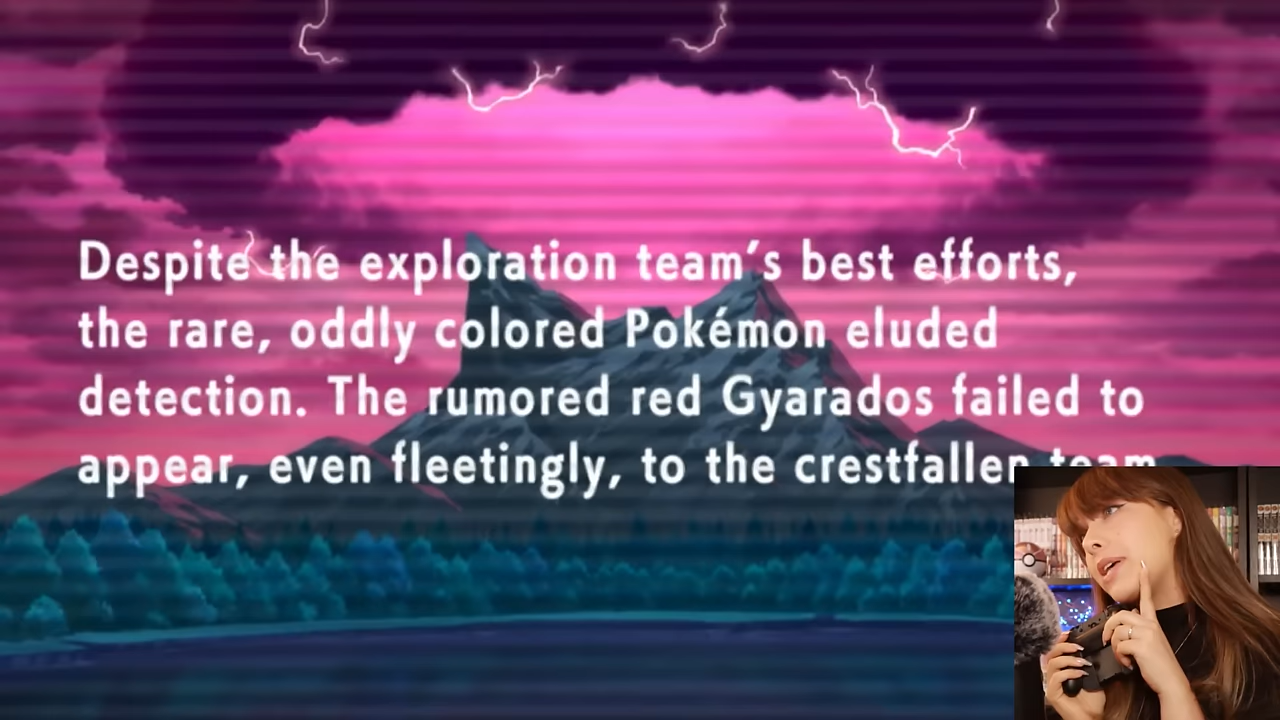 Despite the exploration team's best efforts,
the rare, oddly colored Pokémon eluded
detection. The rumored red Gyarados failed to
appear, even fleetingly, to the crestfallen team